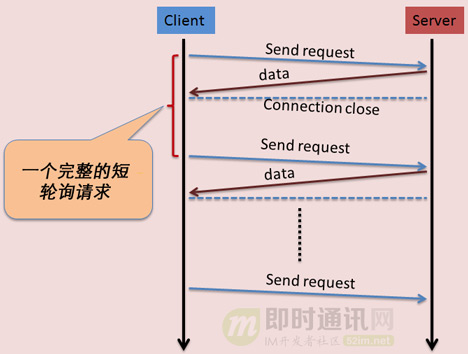 Client
Server
Send request
data
Connection close
一个完整的短
轮询请求
Send request
data
Send request
即时通讯网
IM开发者社区 52im.net